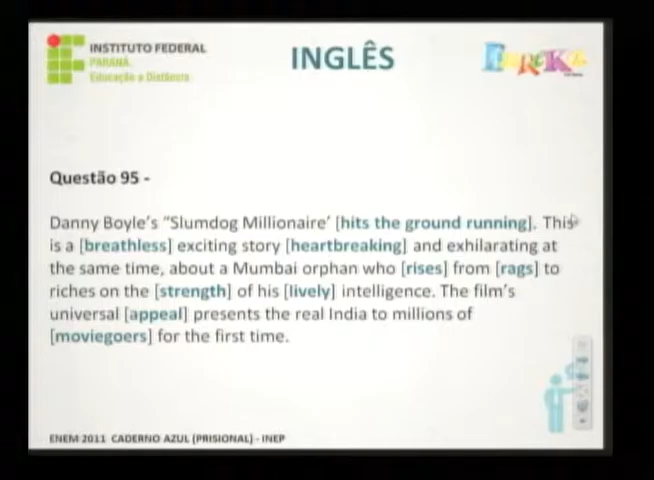 INSTITUTO FEDERAL
PARANÁ
Educação a Distância
INGLÊS
EUREKA
Questão 95 -
Danny Boyle's "Slumdog Millionaire' [hits the ground running]. This
is a [breathless] exciting story [heartbreaking] and exhilarating at
the same time, about a Mumbai orphan who [rises] from [rags] to
riches on the [strength] of his [lively] intelligence. The film's
universal [appeal] presents the real India to millions of
[moviegoers] for the first time.
ENEM 2011 CADERNO AZUL (PRISIONAL) - INEP